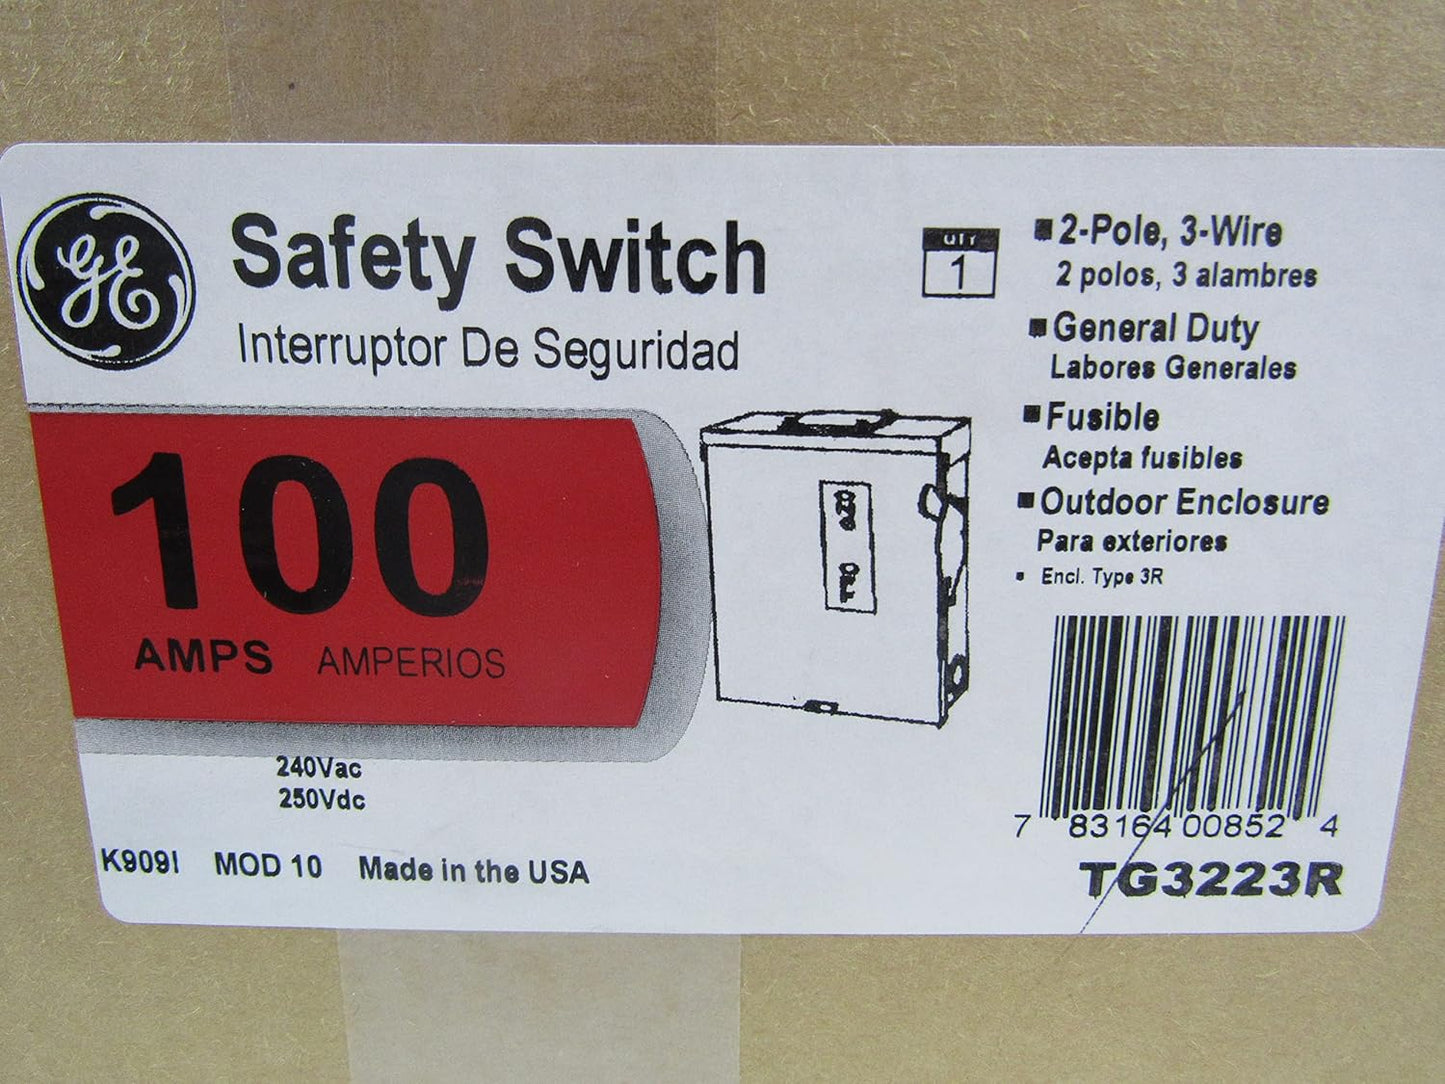 GE
Safety Switch
Interruptor De Seguridad
100
AMPS AMPERIOS
240Vac
250Vdc
K909I MOD 10 Made in the USA
QTY
1
2-Pole, 3-Wire
2 polos, 3 alambres
General Duty
Labores Generales
Fusible
Acepta fusibles
Outdoor Enclosure
Para exteriores
Encl. Type 3R
7 83164 00852 4
TG3223R